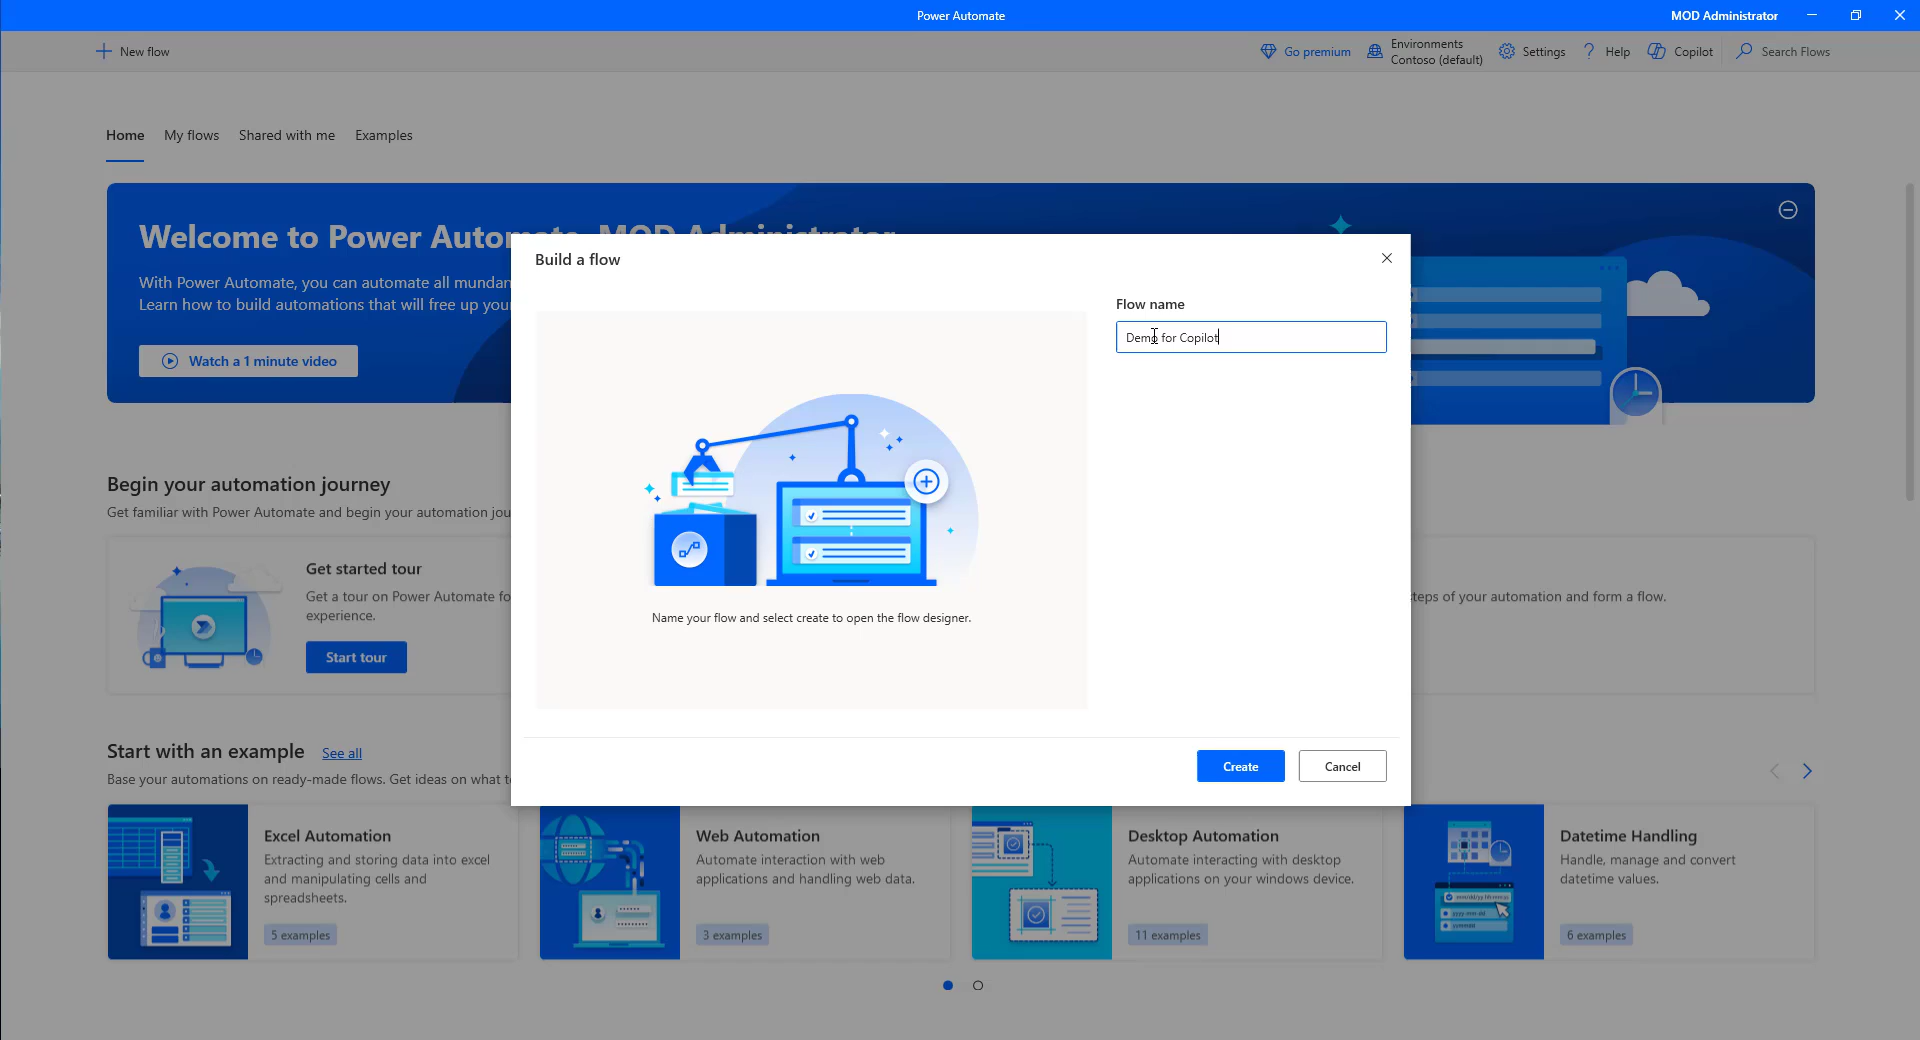 Power Automate
MOD Administrator
New flow
Go premium
Environments
Contoso (default)
Settings
Help
Copilot
Search Flows
Home
My flows
Shared with me
Examples
Welcome to Power Automate, MOD Administrator
With Power Automate, you can automate all mundan
Learn how to build automations that will free up your
Watch a 1 minute video
Build a flow
Flow name
Demo for Copilot
Name your flow and select create to open the flow designer.
Create
Cancel
Begin your automation journey
Get familiar with Power Automate and begin your automation jou
Get started tour
Get a tour on Power Automate fo
experience.
Start tour
steps of your automation and form a flow.
Start with an example
See all
Base your automations on ready-made flows. Get ideas on what t
Excel Automation
Extracting and storing data into excel
and manipulating cells and
spreadsheets.
5 examples
Web Automation
Automate interaction with web
applications and handling web data.
3 examples
Desktop Automation
Automate interacting with desktop
applications on your windows device.
11 examples
Datetime Handling
Handle, manage and convert
datetime values.
6 examples